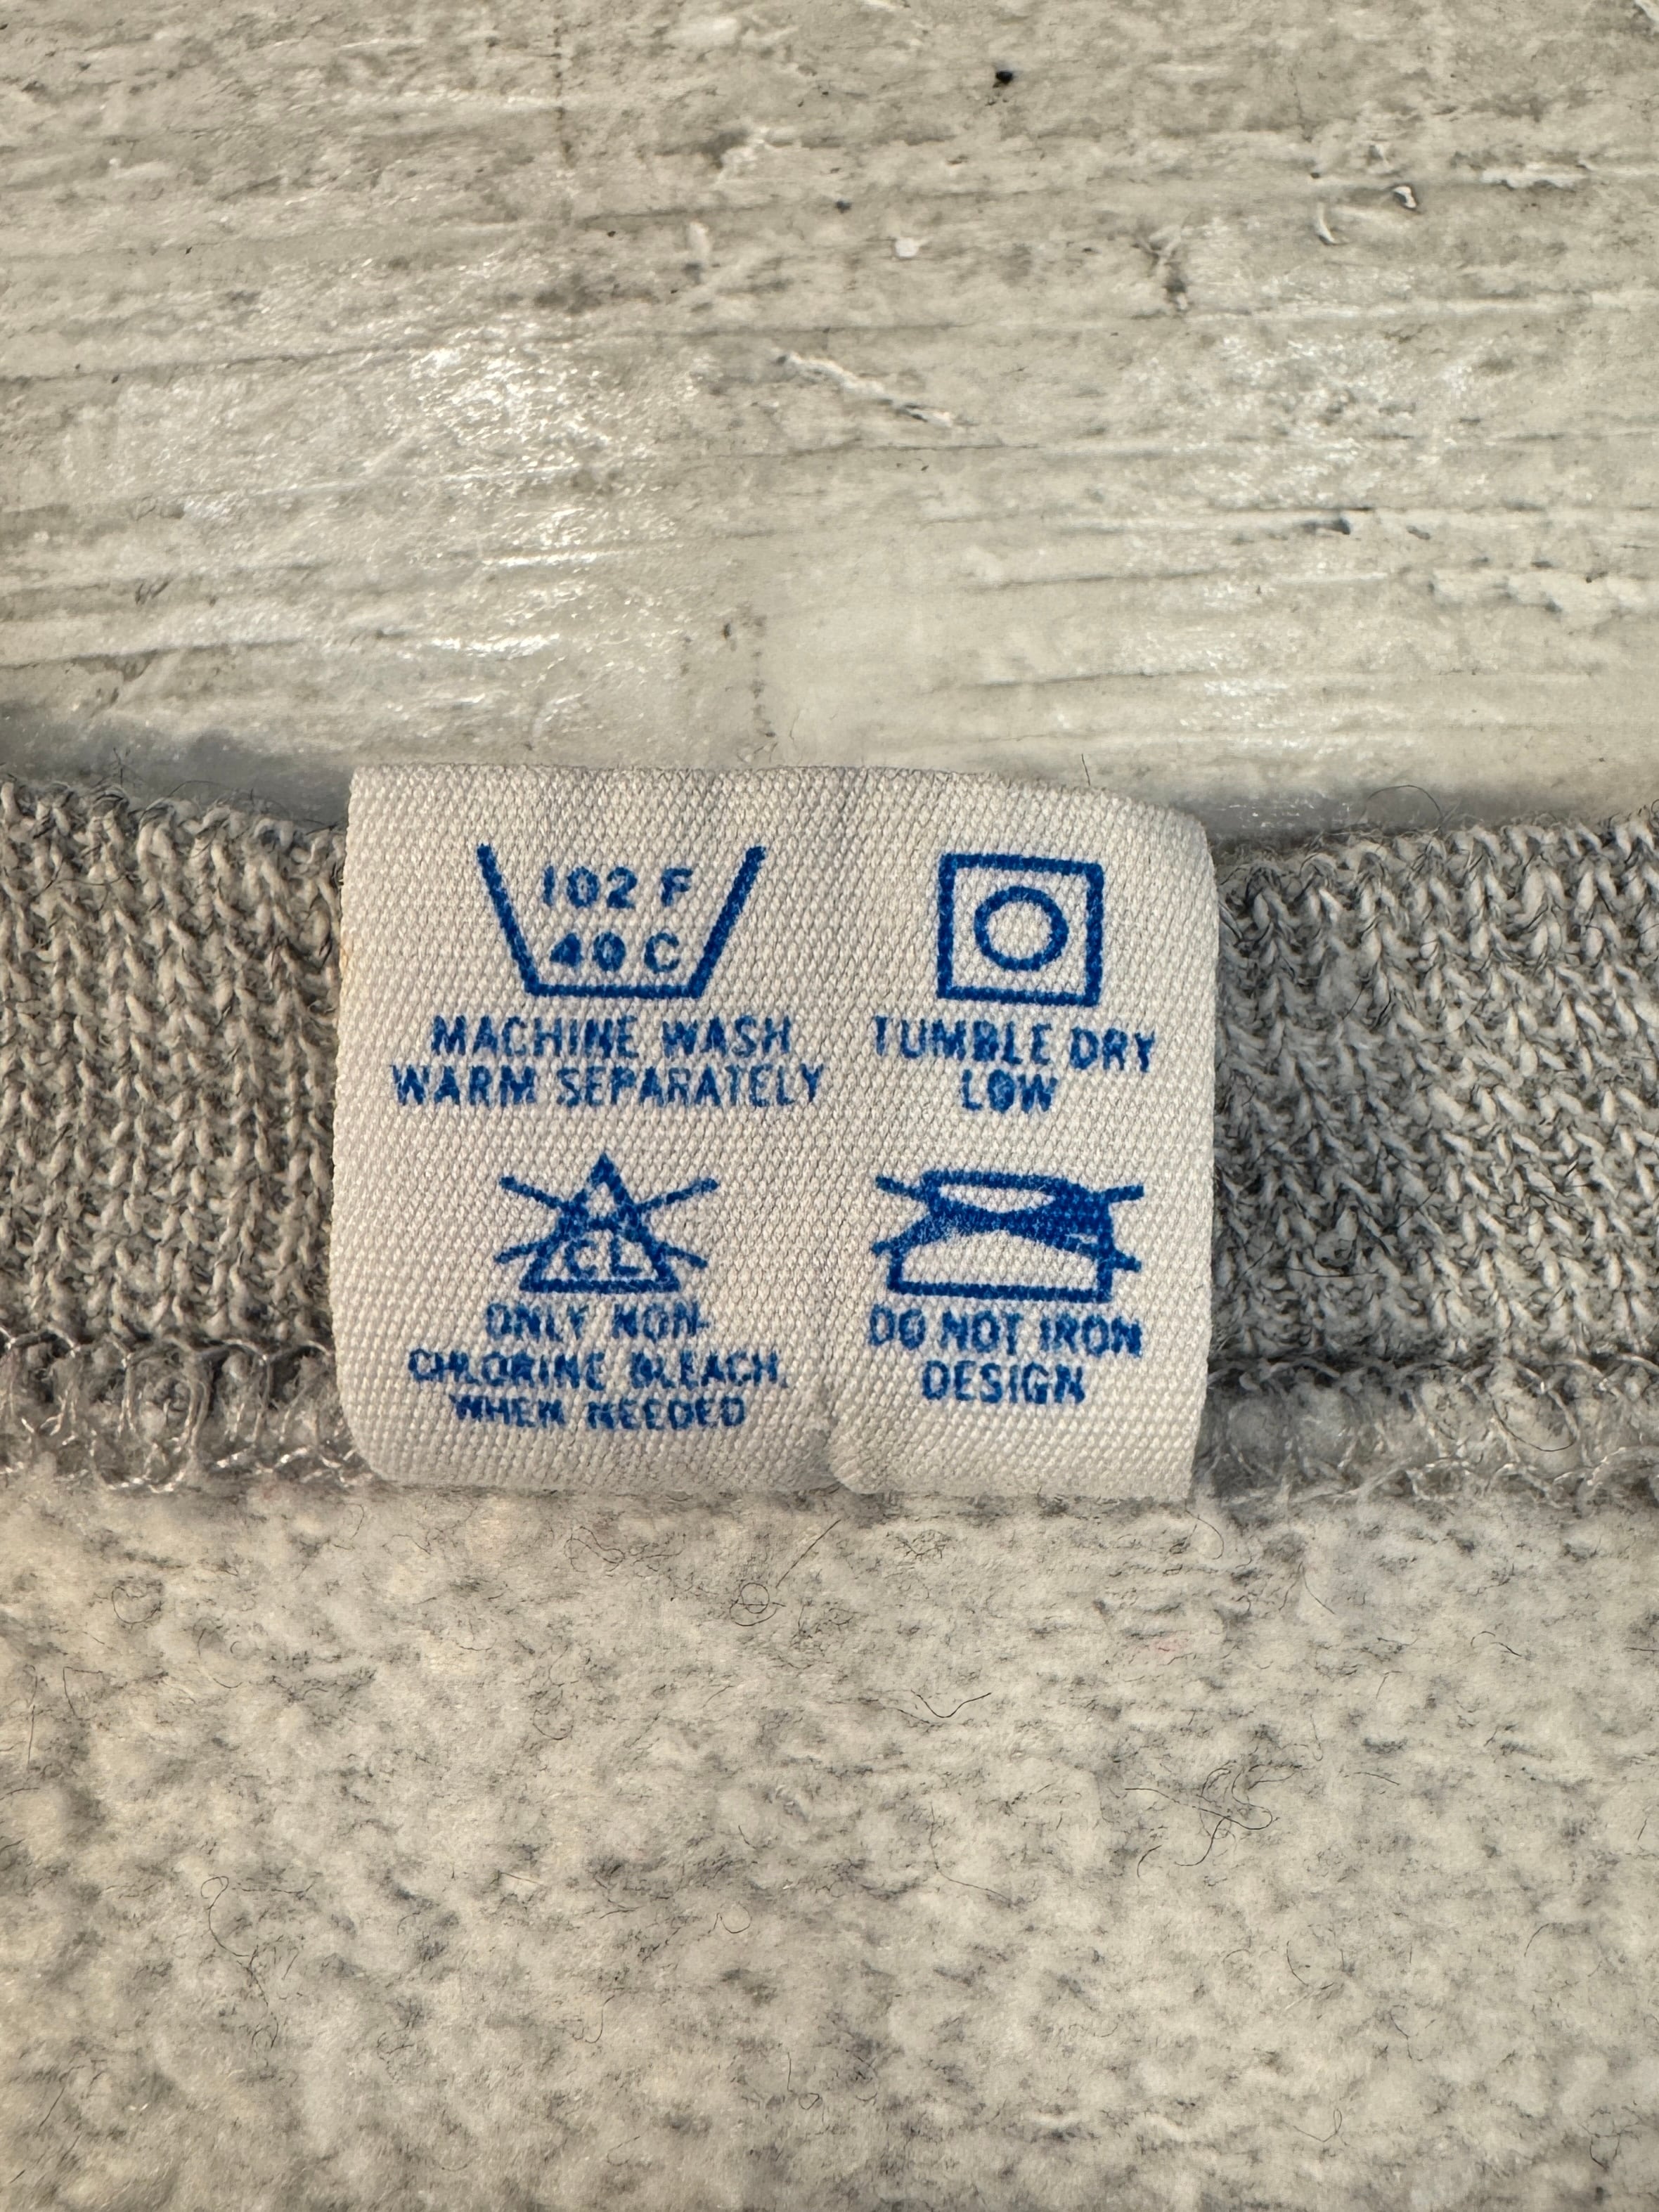 102 F
40 C
MACHINE WASH
WARM SEPARATELY
TUMBLE DRY
LOW
CL
ONLY NON-
CHLORINE BLEACH,
WHEN NEEDED
DO NOT IRON
DESIGN